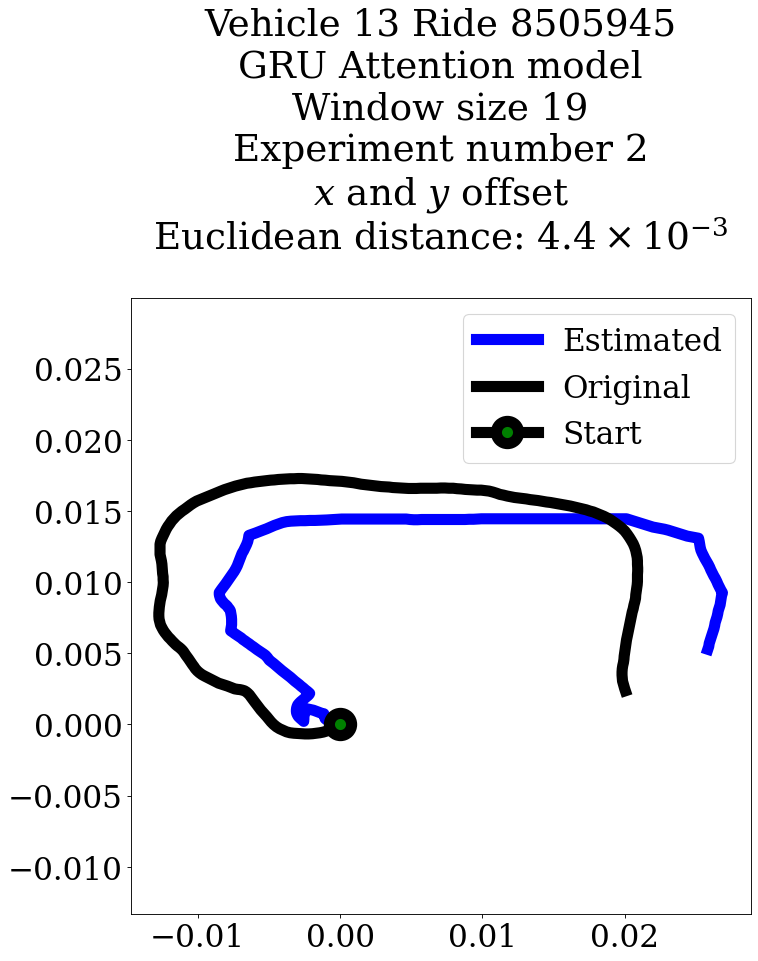 Vehicle 13 Ride 8505945
GRU Attention model
Window size 19
Experiment number 2
x and y offset
Euclidean distance: 4.4 × 10⁻³
Estimated
Original
Start
0.025
0.020
0.015
0.010
0.005
0.000
−0.005
−0.010
−0.01 0.00 0.01 0.02